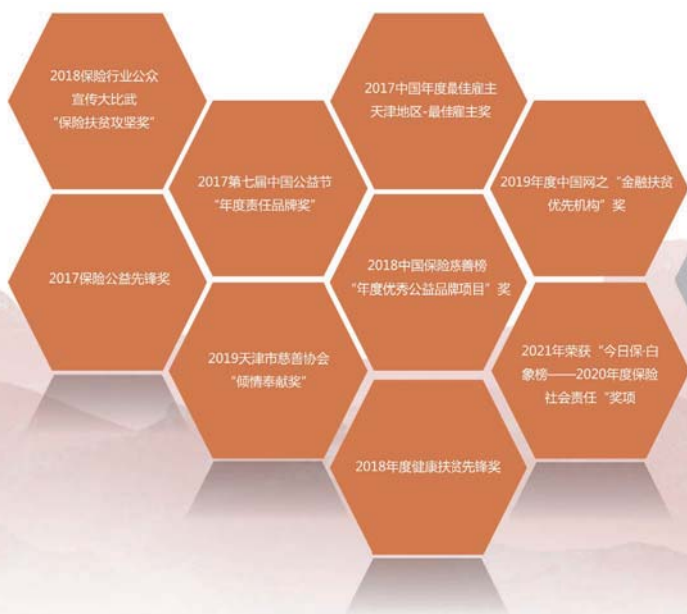 2018保险行业公众
宣传大比武
“保险扶贫攻坚奖”
2017保险公益先锋奖
2017第七届中国公益节
“年度责任品牌奖”
2019天津市慈善协会
“倾情奉献奖”
2017中国年度最佳雇主
天津地区-最佳雇主奖
2018中国保险慈善榜
“年度优秀公益品牌项目”奖
2018年度健康扶贫先锋奖
2019年度中国网之“金融扶贫
优先机构”奖
2021年荣获“今日保·白
象榜——2020年度保险
社会责任“奖项